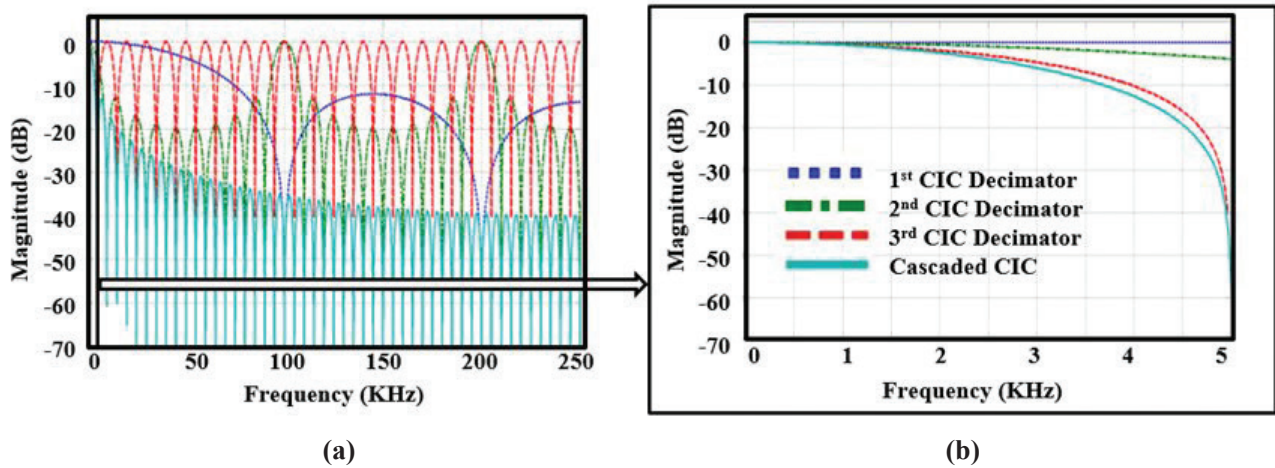 0
-10
-20
-30
-40
-50
-60
-70
Magnitude (dB)
0 50 100 150 200 250
Frequency (KHz)
(a)
0
-10
-20
-30
-40
-50
-60
-70
Magnitude (dB)
1st CIC Decimator
2nd CIC Decimator
3rd CIC Decimator
Cascaded CIC
0 1 2 3 4 5
Frequency (KHz)
(b)